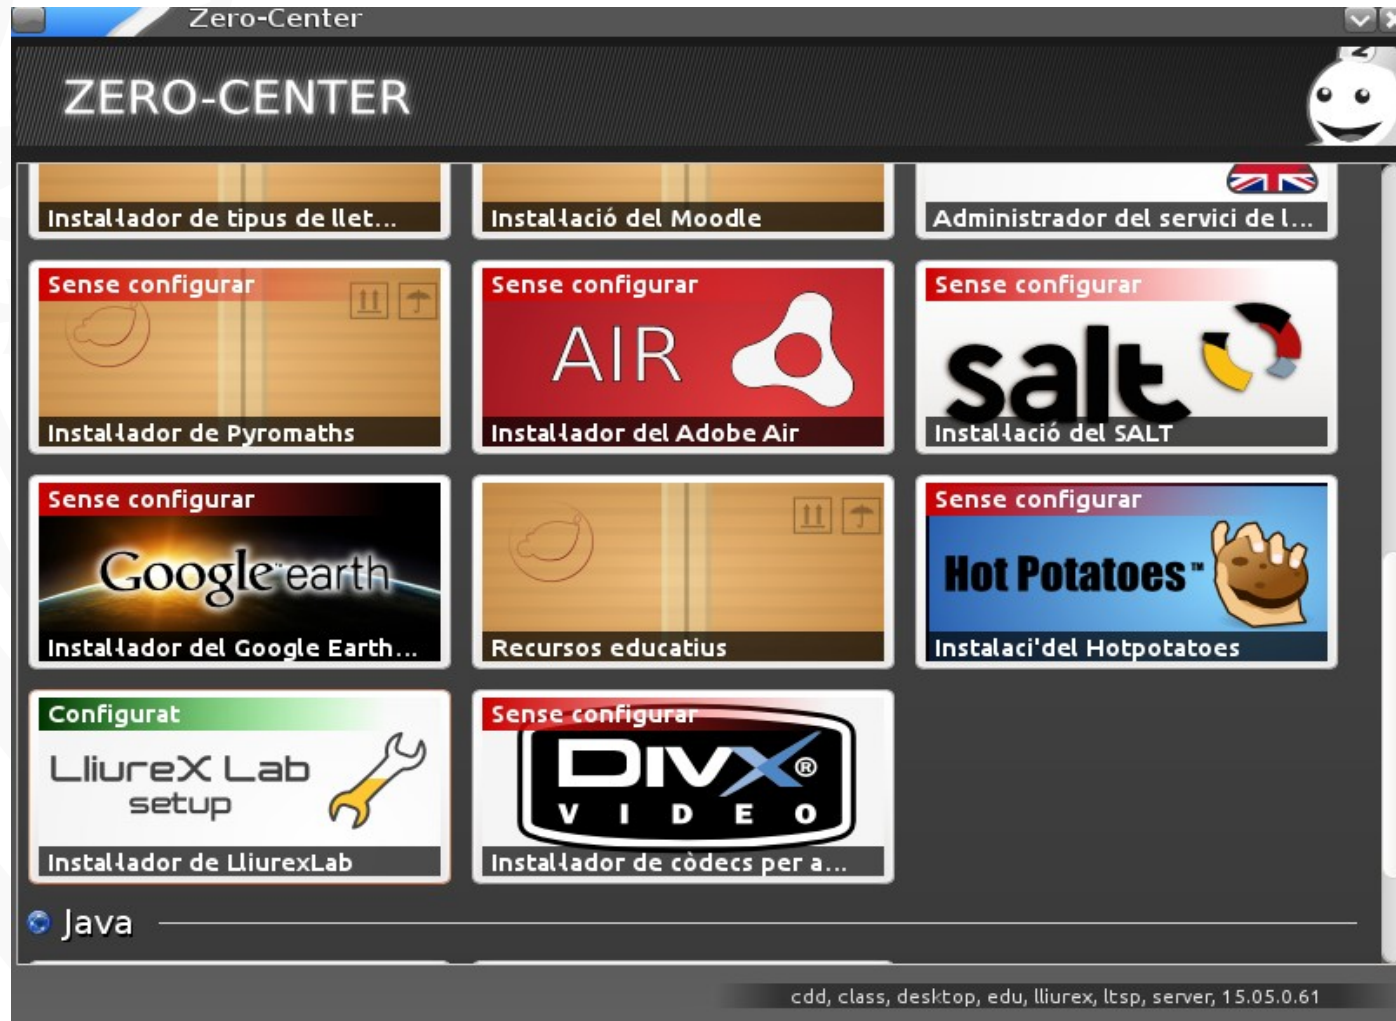 Zero-Center
ZERO-CENTER
Z
Instal·lador de tipus de llet...
Instal·lació del Moodle
Administrador del servici de l...
Sense configurar
Instal·lador de Pyromaths
Sense configurar
AIR
Instal·lador del Adobe Air
Sense configurar
salt
Instal·lació del SALT
Sense configurar
Google™ earth
Instal·lador del Google Earth...
Recursos educatius
Sense configurar
Hot Potatoes™
Instalaci'del Hotpotatoes
Configurat
LliureX Lab
setup
Instal·lador de LliurexLab
Sense configurar
DIVX®
VIDEO
Instal·lador de còdecs per a...
Java
cdd, class, desktop, edu, lliurex, ltsp, server, 15.05.0.61